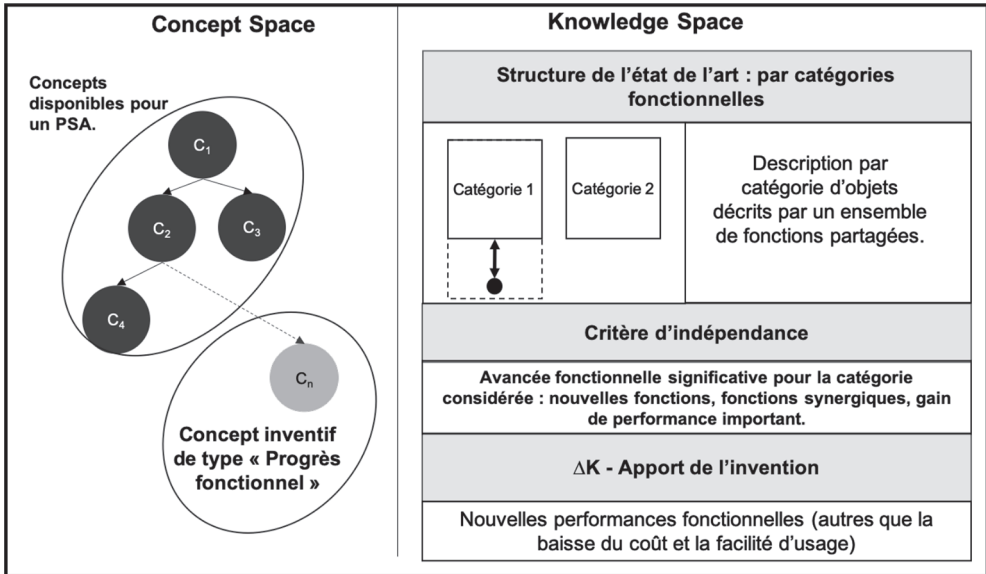 Concept Space
Concepts
disponibles pour
un PSA.
C₁
C₂
C₃
C₄
Cₙ
Concept inventif
de type « Progrès
fonctionnel »
Knowledge Space
Structure de l’état de l’art : par catégories
fonctionnelles
Catégorie 1
Catégorie 2
Description par
catégorie d’objets
décrits par un ensemble
de fonctions partagées.
Critère d’indépendance
Avancée fonctionnelle significative pour la catégorie
considérée : nouvelles fonctions, fonctions synergiques, gain
de performance important.
ΔK - Apport de l’invention
Nouvelles performances fonctionnelles (autres que la
baisse du coût et la facilité d’usage)